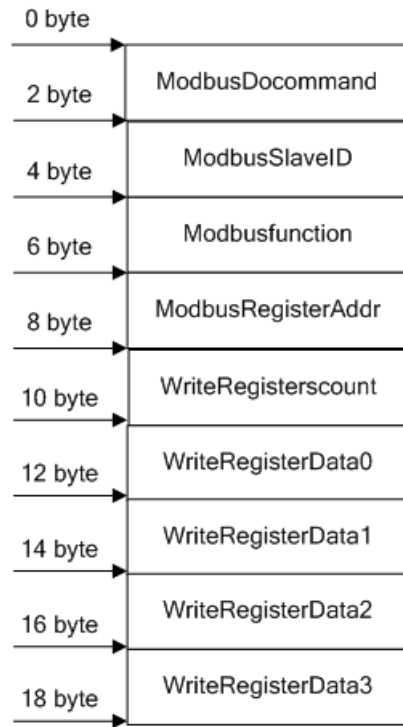 0 byte
ModbusDocommand
2 byte
ModbusSlaveID
4 byte
Modbusfunction
6 byte
ModbusRegisterAddr
8 byte
WriteRegisterscount
10 byte
WriteRegisterData0
12 byte
WriteRegisterData1
14 byte
WriteRegisterData2
16 byte
WriteRegisterData3
18 byte